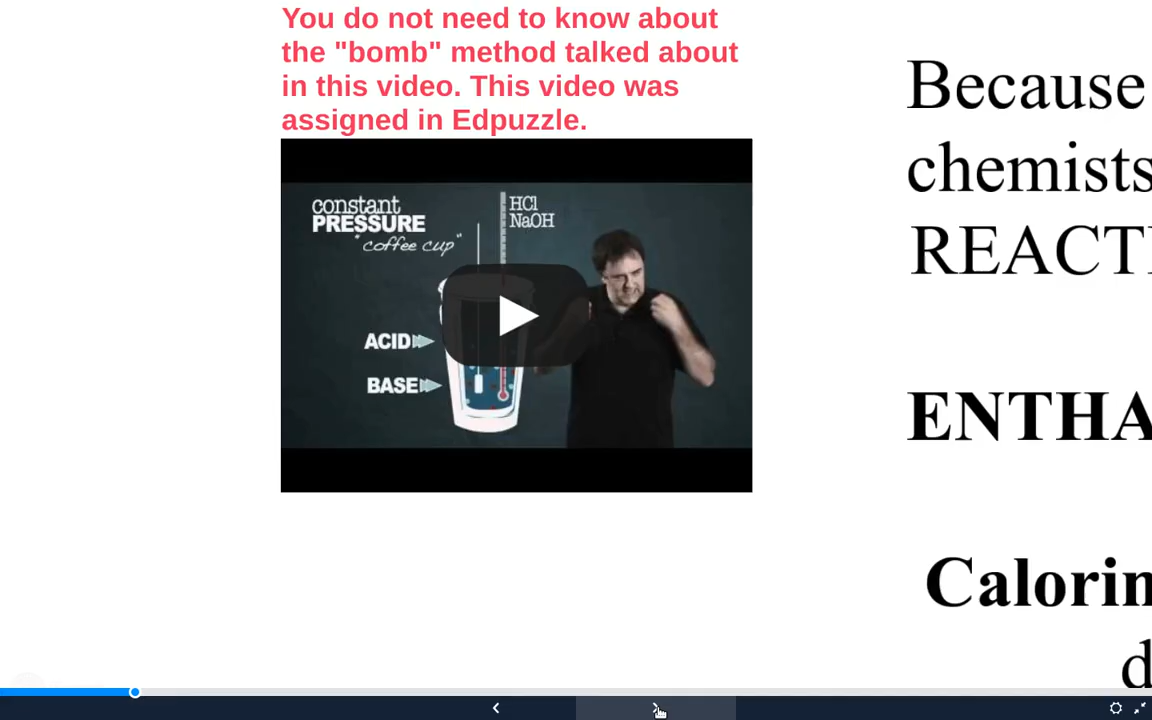 You do not need to know about
the "bomb" method talked about
in this video. This video was
assigned in Edpuzzle.
constant
PRESSURE
"coffee cup"
HCl
NaOH
ACID
BASE
Because
chemists
REACT
ENTHA
Calorin
d